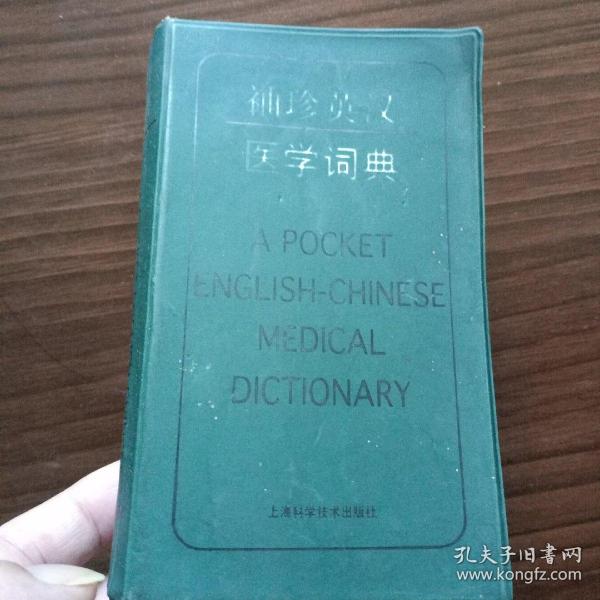 袖珍英汉
医学词典
A POCKET
ENGLISH-CHINESE
MEDICAL
DICTIONARY
上海科学技术出版社
孔夫子旧书网
www.kongfz.com